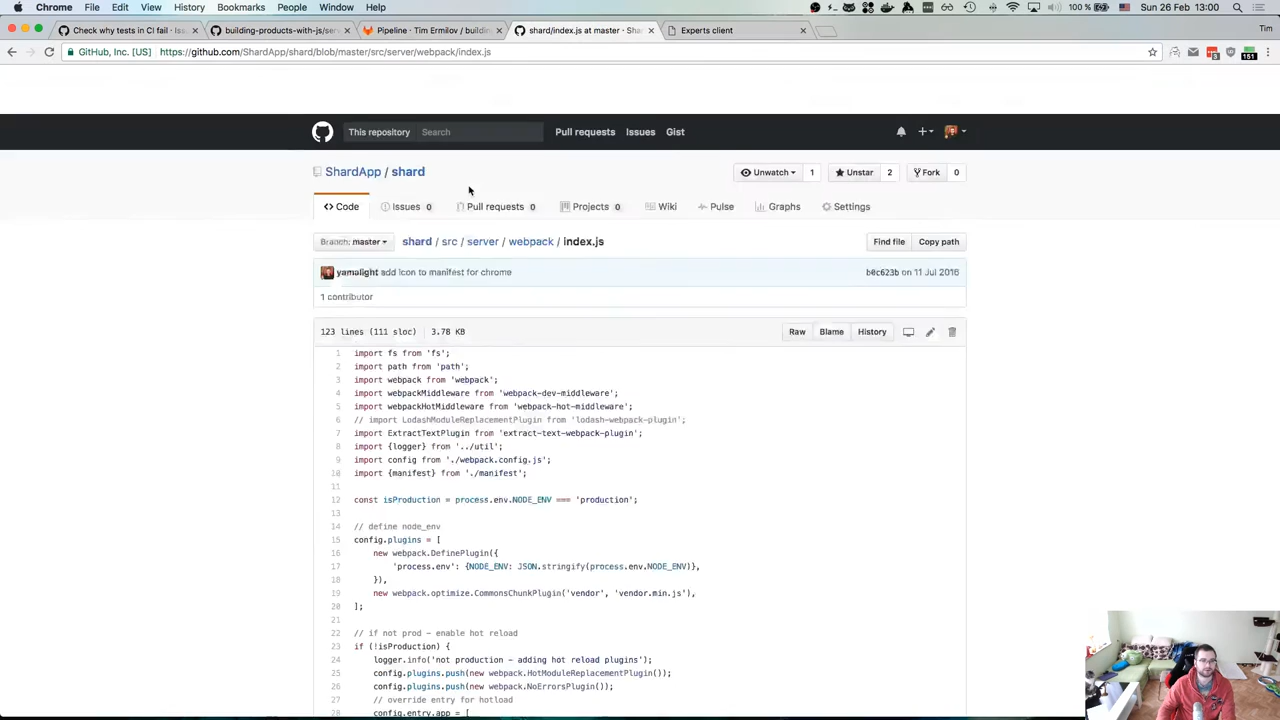 Chrome File Edit View History Bookmarks People Window Help 100 % Sun 26 Feb 13:00
Check why tests in CI fail · Iss building-products-with-js/serv Pipeline · Tim Ermilov / building shard/index.js at master · Sha Experts client Tim
GitHub, Inc. [US] https://github.com/ShardApp/shard/blob/master/src/server/webpack/index.js 3 151
This repository Search Pull requests Issues Gist
ShardApp / shard Unwatch 1 Unstar 2 Fork 0
Code Issues 0 Pull requests 0 Projects 0 Wiki Pulse Graphs Settings
Branch: master shard / src / server / webpack / index.js Find file Copy path
yamalight add icon to manifest for chrome b0c623b on 11 Jul 2016
1 contributor
123 lines (111 sloc) 3.78 KB Raw Blame History
1 import fs from 'fs';
2 import path from 'path';
3 import webpack from 'webpack';
4 import webpackMiddleware from 'webpack-dev-middleware';
5 import webpackHotMiddleware from 'webpack-hot-middleware';
6 // import LodashModuleReplacementPlugin from 'lodash-webpack-plugin';
7 import ExtractTextPlugin from 'extract-text-webpack-plugin';
8 import {logger} from '../util';
9 import config from './webpack.config.js';
10 import {manifest} from './manifest';
11
12 const isProduction = process.env.NODE_ENV === 'production';
13
14 // define node_env
15 config.plugins = [
16 new webpack.DefinePlugin({
17 'process.env': {NODE_ENV: JSON.stringify(process.env.NODE_ENV)},
18 }),
19 new webpack.optimize.CommonsChunkPlugin('vendor', 'vendor.min.js'),
20 ];
21
22 // if not prod - enable hot reload
23 if (!isProduction) {
24 logger.info('not production - adding hot reload plugins');
25 config.plugins.push(new webpack.HotModuleReplacementPlugin());
26 config.plugins.push(new webpack.NoErrorsPlugin());
27 // override entry for hotload
28 config.entry.app = [